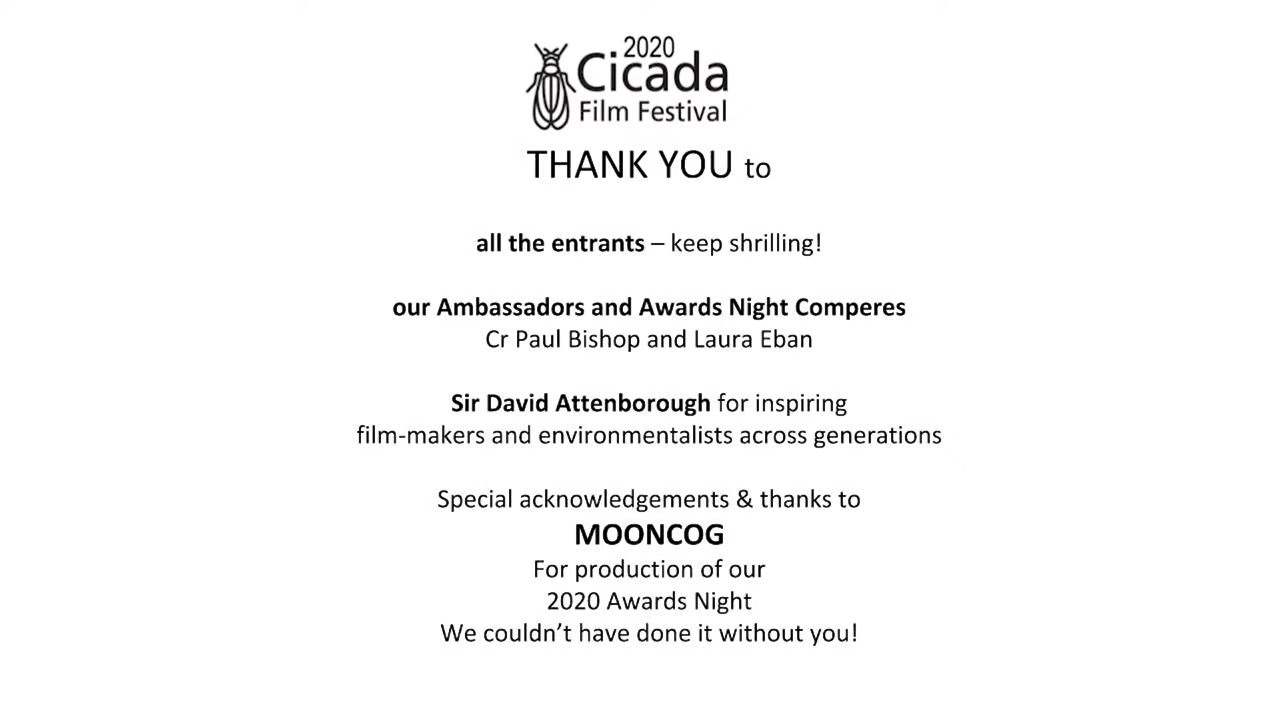 2020
Cicada
Film Festival
THANK YOU to
all the entrants – keep shrilling!
our Ambassadors and Awards Night Comperes
Cr Paul Bishop and Laura Eban
Sir David Attenborough for inspiring
film-makers and environmentalists across generations
Special acknowledgements & thanks to
MOONCOG
For production of our
2020 Awards Night
We couldn’t have done it without you!